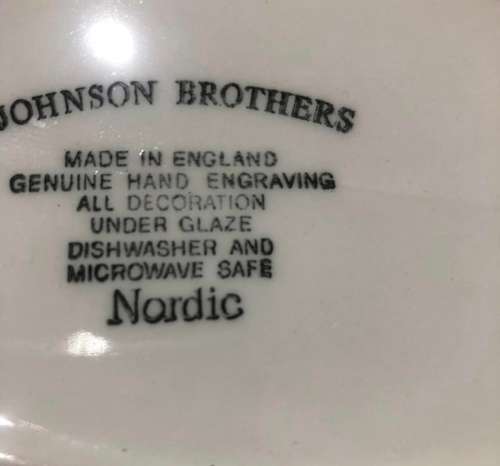 JOHNSON BROTHERS
MADE IN ENGLAND
GENUINE HAND ENGRAVING
ALL DECORATION
UNDER GLAZE
DISHWASHER AND
MICROWAVE SAFE
Nordic